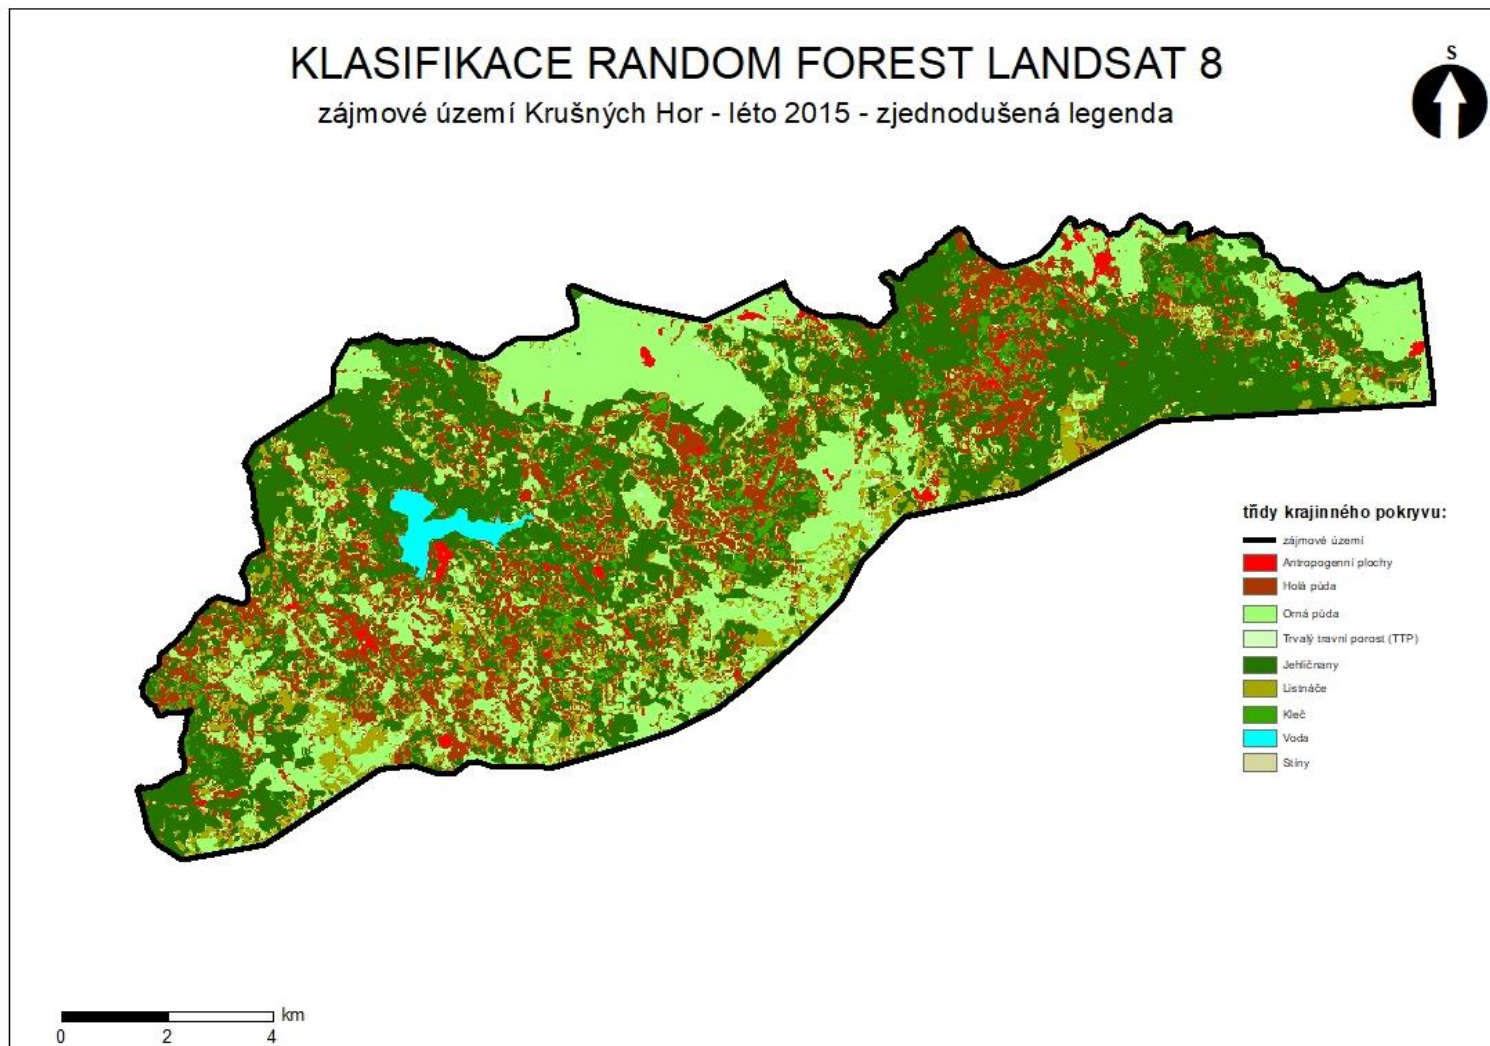 KLASIFIKACE RANDOM FOREST LANDSAT 8
zájmové území Krušných Hor - léto 2015 - zjednodušená legenda
S
třídy krajinného pokryvu:
zájmové území
Antropogenní plochy
Holá půda
Orná půda
Trvalý travní porost (TTP)
Jehličnany
Listnáče
Kleč
Voda
Stíny
km
0 2 4